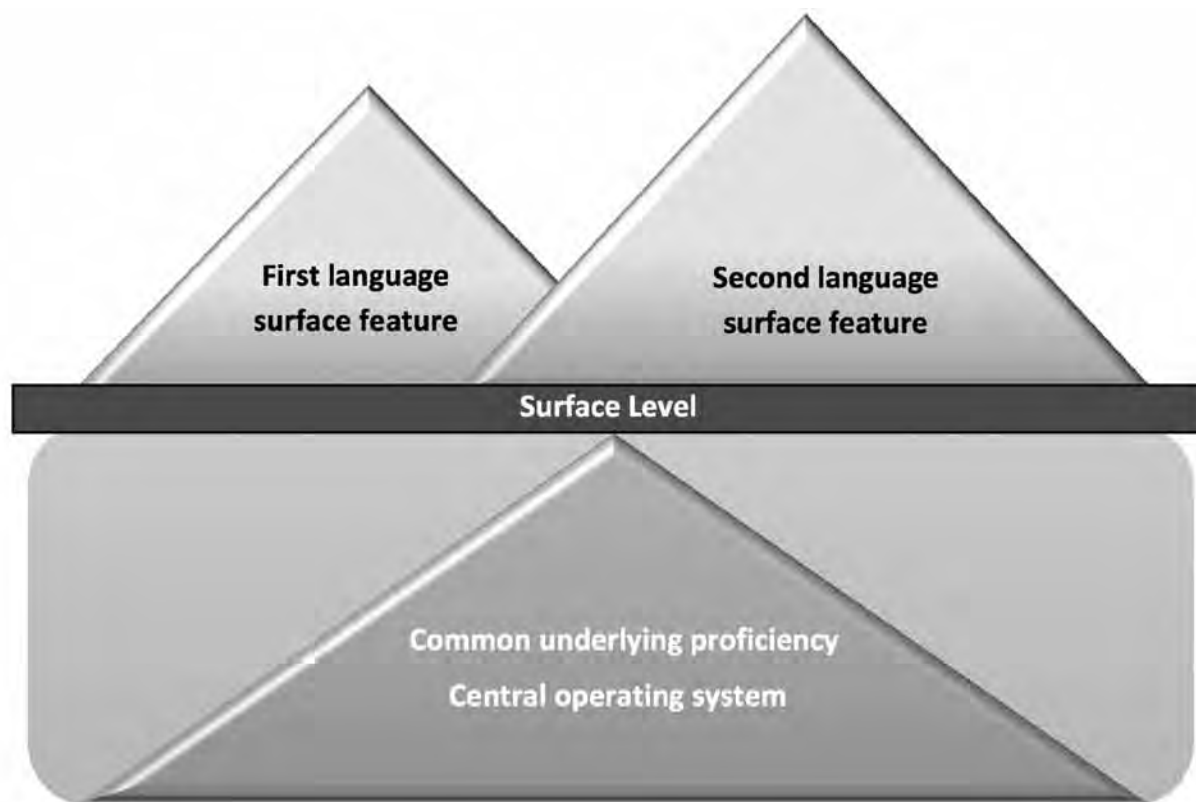 First language
surface feature
Second language
surface feature
Surface Level
Common underlying proficiency
Central operating system